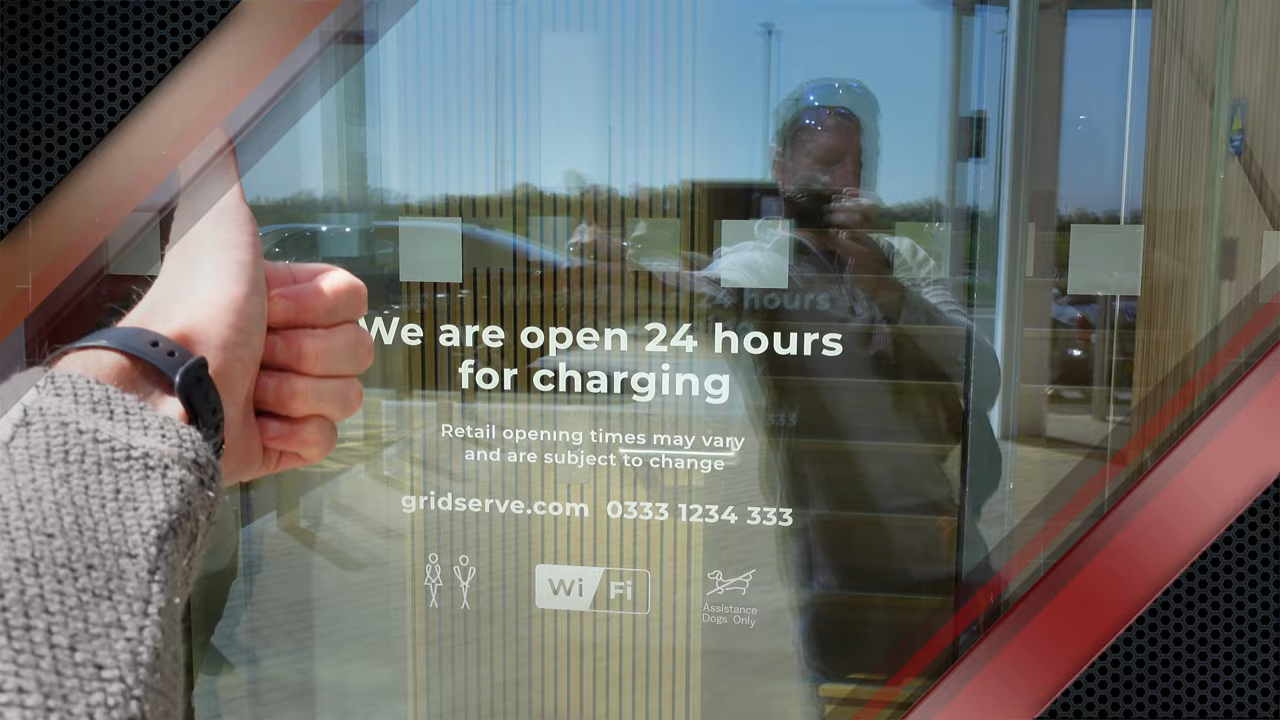 We are open 24 hours
for charging
Retail opening times may vary
and are subject to change
gridserve.com 0333 1234 333
Wi Fi
Assistance
Dogs Only